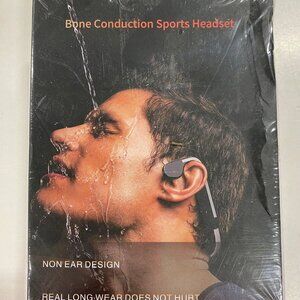 Bone Conduction Sports Headset
NON EAR DESIGN
REAL LONG WEAR DOES NOT HURT